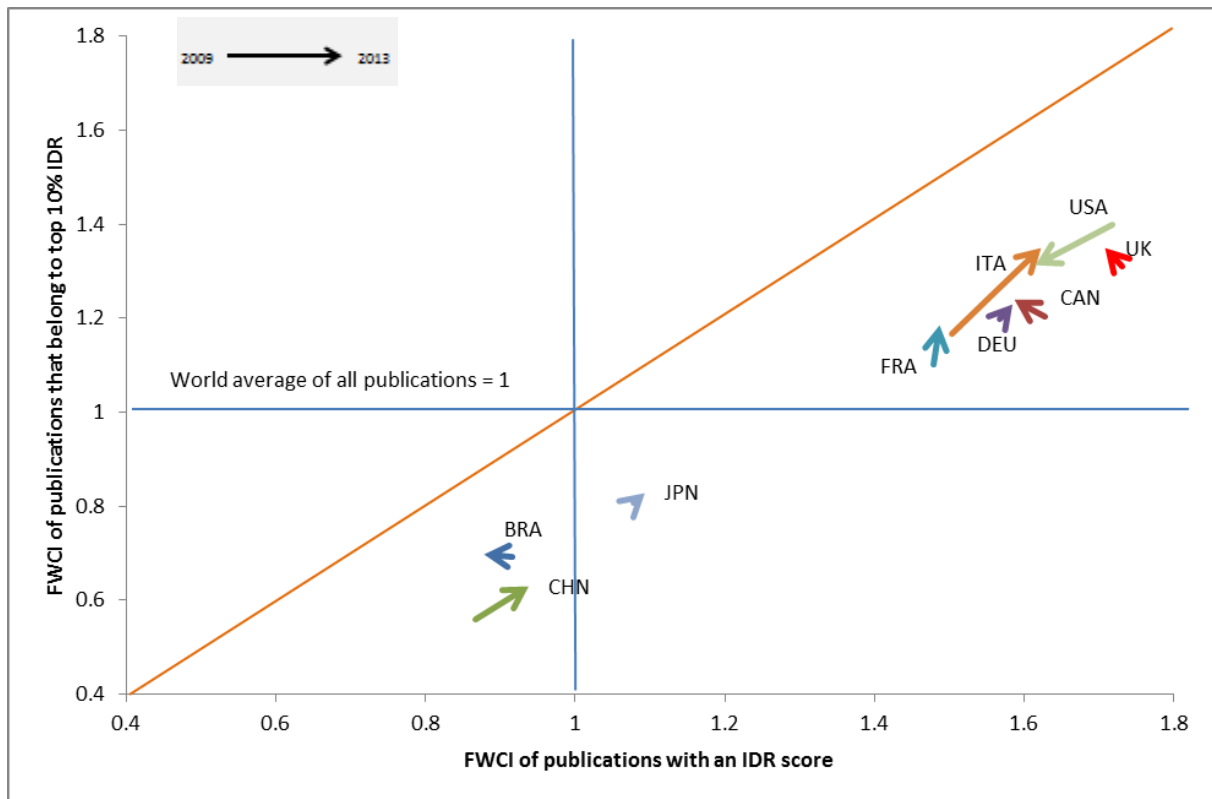 2009 2013
FWCI of publications that belong to top 10% IDR
1.8
1.6
1.4
1.2
1
0.8
0.6
0.4
USA
UK
ITA
CAN
DEU
FRA
World average of all publications = 1
JPN
BRA
CHN
0.4 0.6 0.8 1 1.2 1.4 1.6 1.8
FWCI of publications with an IDR score